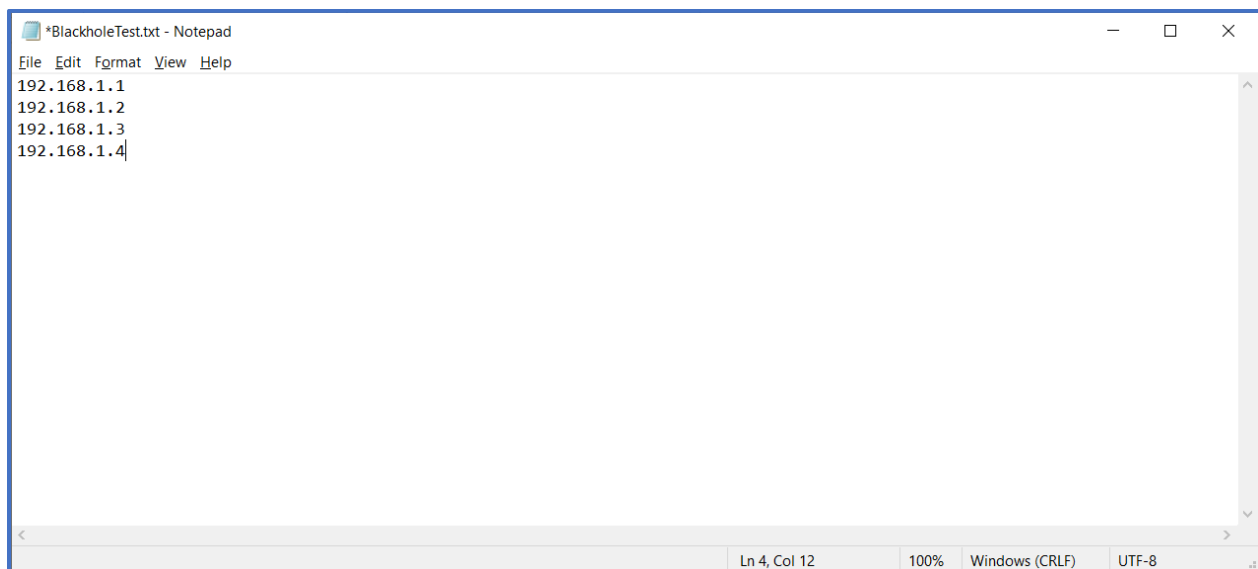 *BlackholeTest.txt - Notepad
File Edit Format View Help
192.168.1.1
192.168.1.2
192.168.1.3
192.168.1.4
Ln 4, Col 12 100% Windows (CRLF) UTF-8